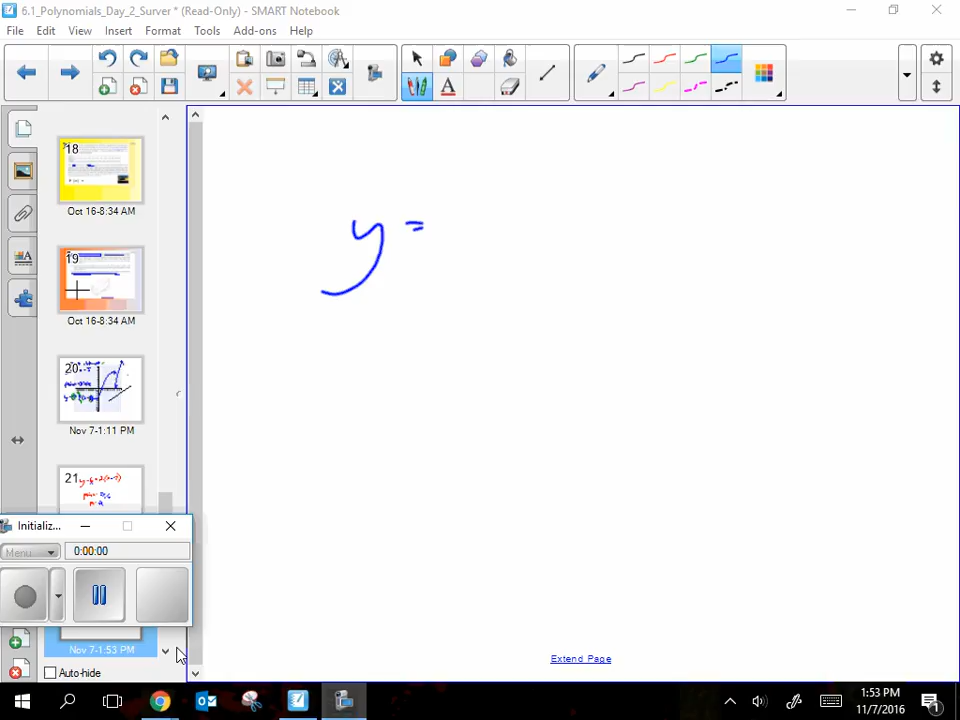 6.1_Polynomials_Day_2_Surver * (Read-Only) - SMART Notebook
File Edit View Insert Format Tools Add-ons Help
18
Oct 16-8:34 AM
19
Oct 16-8:34 AM
20
Nov 7-1:11 PM
21
y =
Initializ...
Menu
0:00:00
Nov 7-1:53 PM
Auto-hide
Extend Page
1:53 PM
11/7/2016